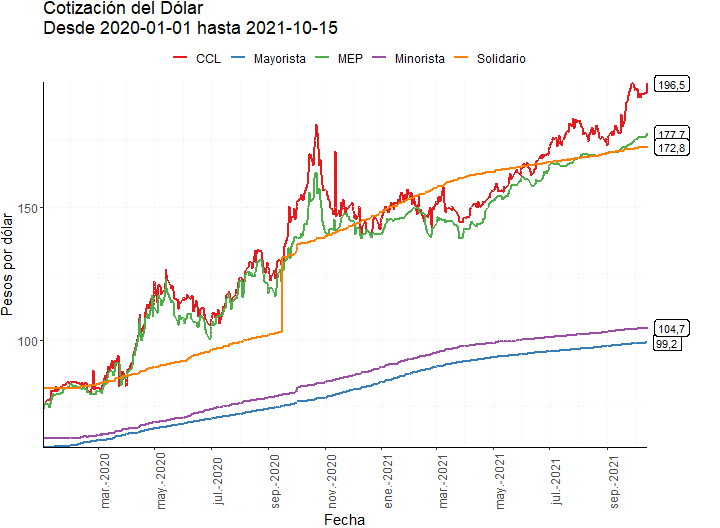 Cotización del Dólar
Desde 2020-01-01 hasta 2021-10-15
CCL Mayorista MEP Minorista Solidario
196,5
177,7
172,8
150
104,7
99,2
100
Pesos por dólar
mar.-2020
may.-2020
jul.-2020
sep.-2020
nov.-2020
ene.-2021
mar.-2021
may.-2021
jul.-2021
sep.-2021
Fecha